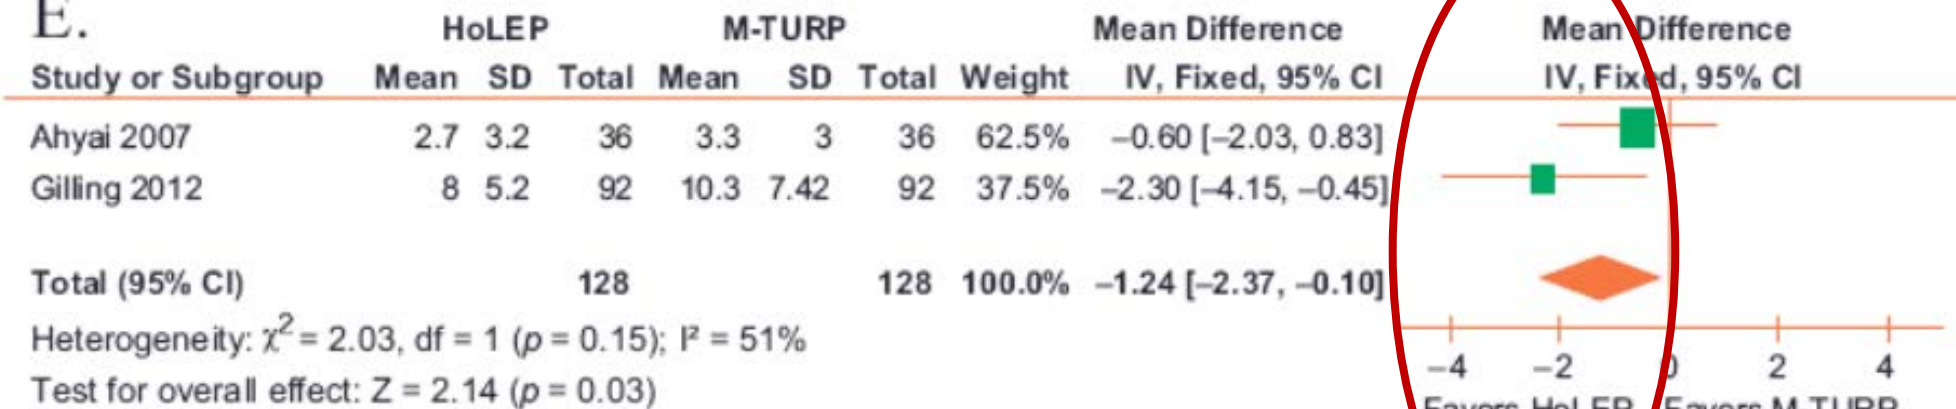 E.
HoLEP M-TURP Mean Difference Mean Difference
Study or Subgroup Mean SD Total Mean SD Total Weight IV, Fixed, 95% CI IV, Fixed, 95% CI
Ahyai 2007 2.7 3.2 36 3.3 3 36 62.5% –0.60 [–2.03, 0.83]
Gilling 2012 8 5.2 92 10.3 7.42 92 37.5% –2.30 [–4.15, –0.45]
Total (95% CI) 128 128 100.0% –1.24 [–2.37, –0.10]
Heterogeneity: χ² = 2.03, df = 1 (p = 0.15); I² = 51%
Test for overall effect: Z = 2.14 (p = 0.03)
–4 –2 0 2 4
Favors HoLEP Favors M-TURP